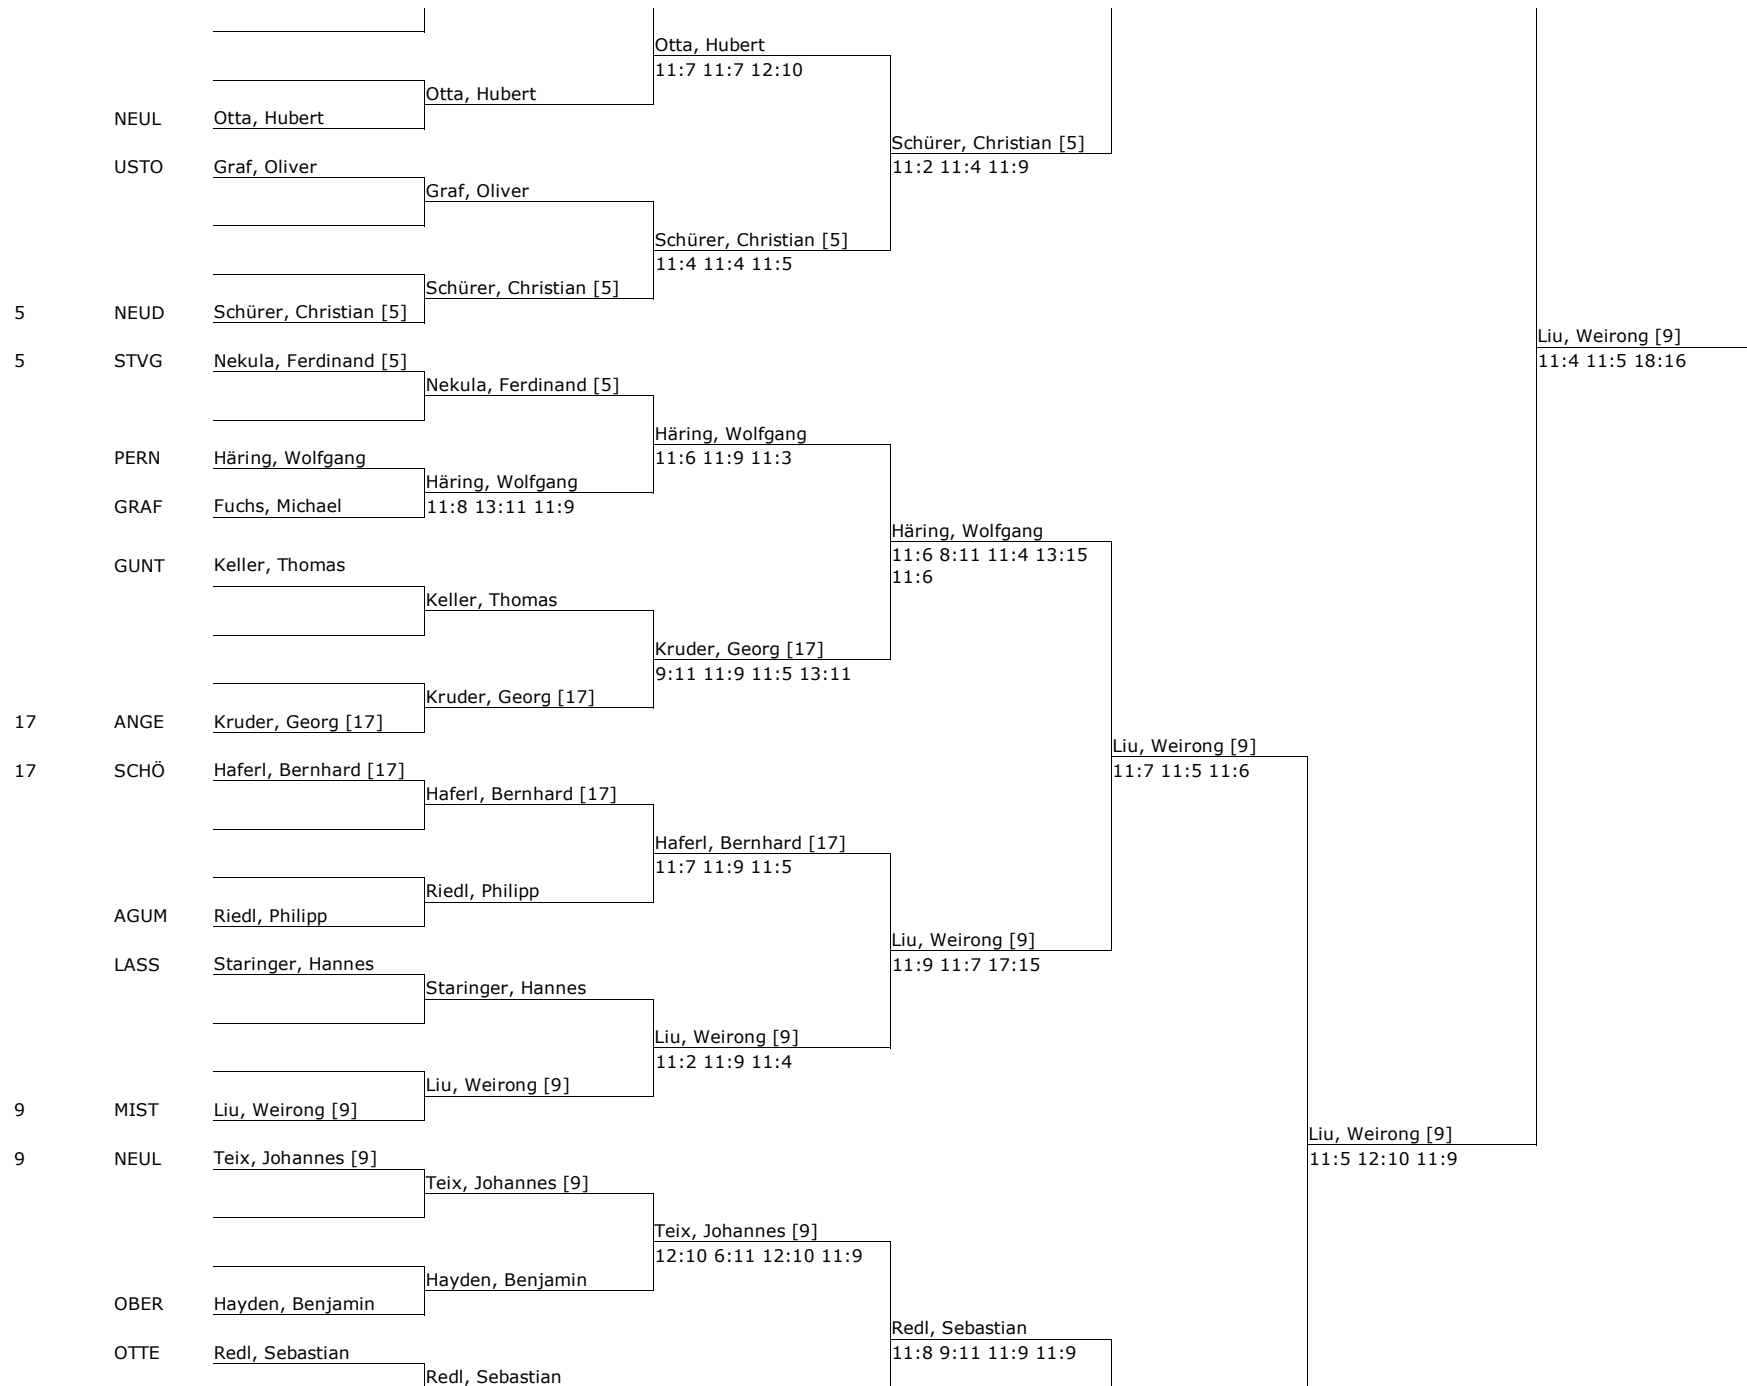 Otta, Hubert
11:7 11:7 12:10
Otta, Hubert
NEUL Otta, Hubert
Schürer, Christian [5]
USTO Graf, Oliver
11:2 11:4 11:9
Graf, Oliver
Schürer, Christian [5]
11:4 11:4 11:5
Schürer, Christian [5]
5 NEUD Schürer, Christian [5]
Liu, Weirong [9]
5 STVG Nekula, Ferdinand [5]
11:4 11:5 18:16
Nekula, Ferdinand [5]
Häring, Wolfgang
PERN Häring, Wolfgang
11:6 11:9 11:3
Häring, Wolfgang
GRAF Fuchs, Michael
11:8 13:11 11:9
Häring, Wolfgang
11:6 8:11 11:4 13:15
11:6
GUNT Keller, Thomas
Keller, Thomas
Kruder, Georg [17]
9:11 11:9 11:5 13:11
Kruder, Georg [17]
17 ANGE Kruder, Georg [17]
Liu, Weirong [9]
11:7 11:5 11:6
17 SCHÖ Haferl, Bernhard [17]
Haferl, Bernhard [17]
Haferl, Bernhard [17]
11:7 11:9 11:5
Riedl, Philipp
AGUM Riedl, Philipp
Liu, Weirong [9]
11:9 11:7 17:15
LASS Staringer, Hannes
Staringer, Hannes
Liu, Weirong [9]
11:2 11:9 11:4
Liu, Weirong [9]
9 MIST Liu, Weirong [9]
Liu, Weirong [9]
11:5 12:10 11:9
9 NEUL Teix, Johannes [9]
Teix, Johannes [9]
Teix, Johannes [9]
12:10 6:11 12:10 11:9
Hayden, Benjamin
OBER Hayden, Benjamin
Redl, Sebastian
11:8 9:11 11:9 11:9
OTTE Redl, Sebastian
Redl, Sebastian